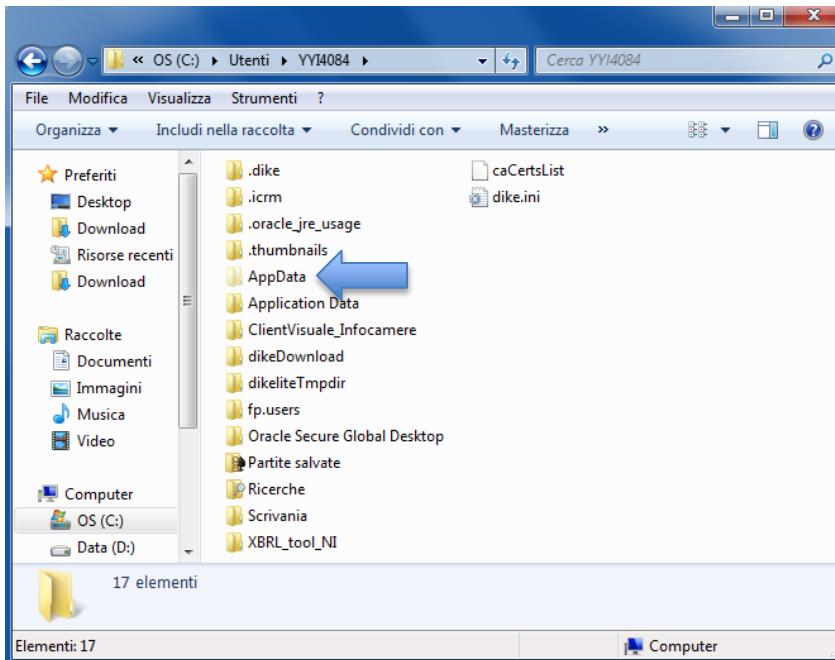 « OS (C:) Utenti YYI4084
Cerca YYI4084
File Modifica Visualizza Strumenti ?
Organizza Includi nella raccolta Condividi con Masterizza »
Preferiti
Desktop
Download
Risorse recenti
Download
Raccolte
Documenti
Immagini
Musica
Video
Computer
OS (C:)
Data (D:)
.dike
.icrm
.oracle_jre_usage
.thumbnails
AppData
Application Data
ClientVisuale_Infocamere
dikeDownload
dikeliteTmpdir
fp.users
Oracle Secure Global Desktop
Partite salvate
Ricerche
Scrivania
XBRL_tool_NI
caCertsList
dike.ini
17 elementi
Elementi: 17 Computer